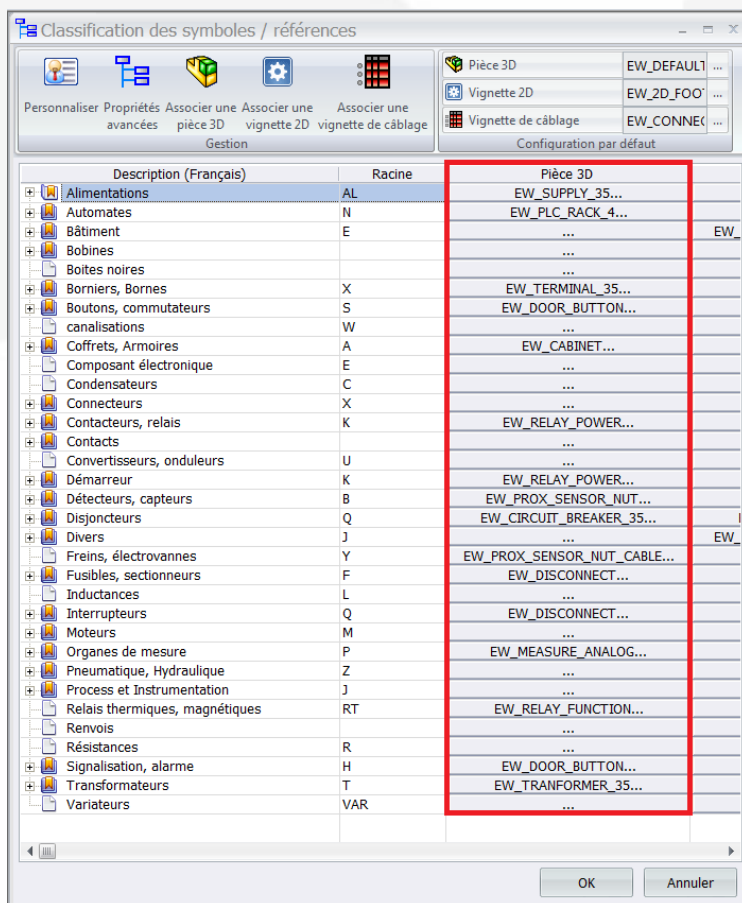 Classification des symboles / références
Personnaliser Propriétés avancées Associer une pièce 3D Associer une vignette 2D Associer une vignette de câblage
Gestion
Pièce 3D EW_DEFAULT ...
Vignette 2D EW_2D_FOO ...
Vignette de câblage EW_CONNE( ...
Configuration par défaut
Description (Français) Racine Pièce 3D
Alimentations AL EW_SUPPLY_35...
Automates N EW_PLC_RACK_4...
Bâtiment E ... EW_
Bobines ...
Boites noires ...
Borniers, Bornes X EW_TERMINAL_35...
Boutons, commutateurs S EW_DOOR_BUTTON...
canalisations W ...
Coffrets, Armoires A EW_CABINET...
Composant électronique E ...
Condensateurs C ...
Connecteurs X ...
Contacteurs, relais K EW_RELAY_POWER...
Contacts ...
Convertisseurs, onduleurs U ...
Démarreur K EW_RELAY_POWER...
Détecteurs, capteurs B EW_PROX_SENSOR_NUT...
Disjoncteurs Q EW_CIRCUIT_BREAKER_35...
Divers J ... EW_
Freins, électrovannes Y EW_PROX_SENSOR_NUT_CABLE...
Fusibles, sectionneurs F EW_DISCONNECT...
Inductances L ...
Interrupteurs Q EW_DISCONNECT...
Moteurs M ...
Organes de mesure P EW_MEASURE_ANALOG...
Pneumatique, Hydraulique Z ...
Process et Instrumentation J ...
Relais thermiques, magnétiques RT EW_RELAY_FUNCTION...
Renvois ...
Résistances R ...
Signalisation, alarme H EW_DOOR_BUTTON...
Transformateurs T EW_TRANFORMER_35...
Variateurs VAR ...
OK Annuler